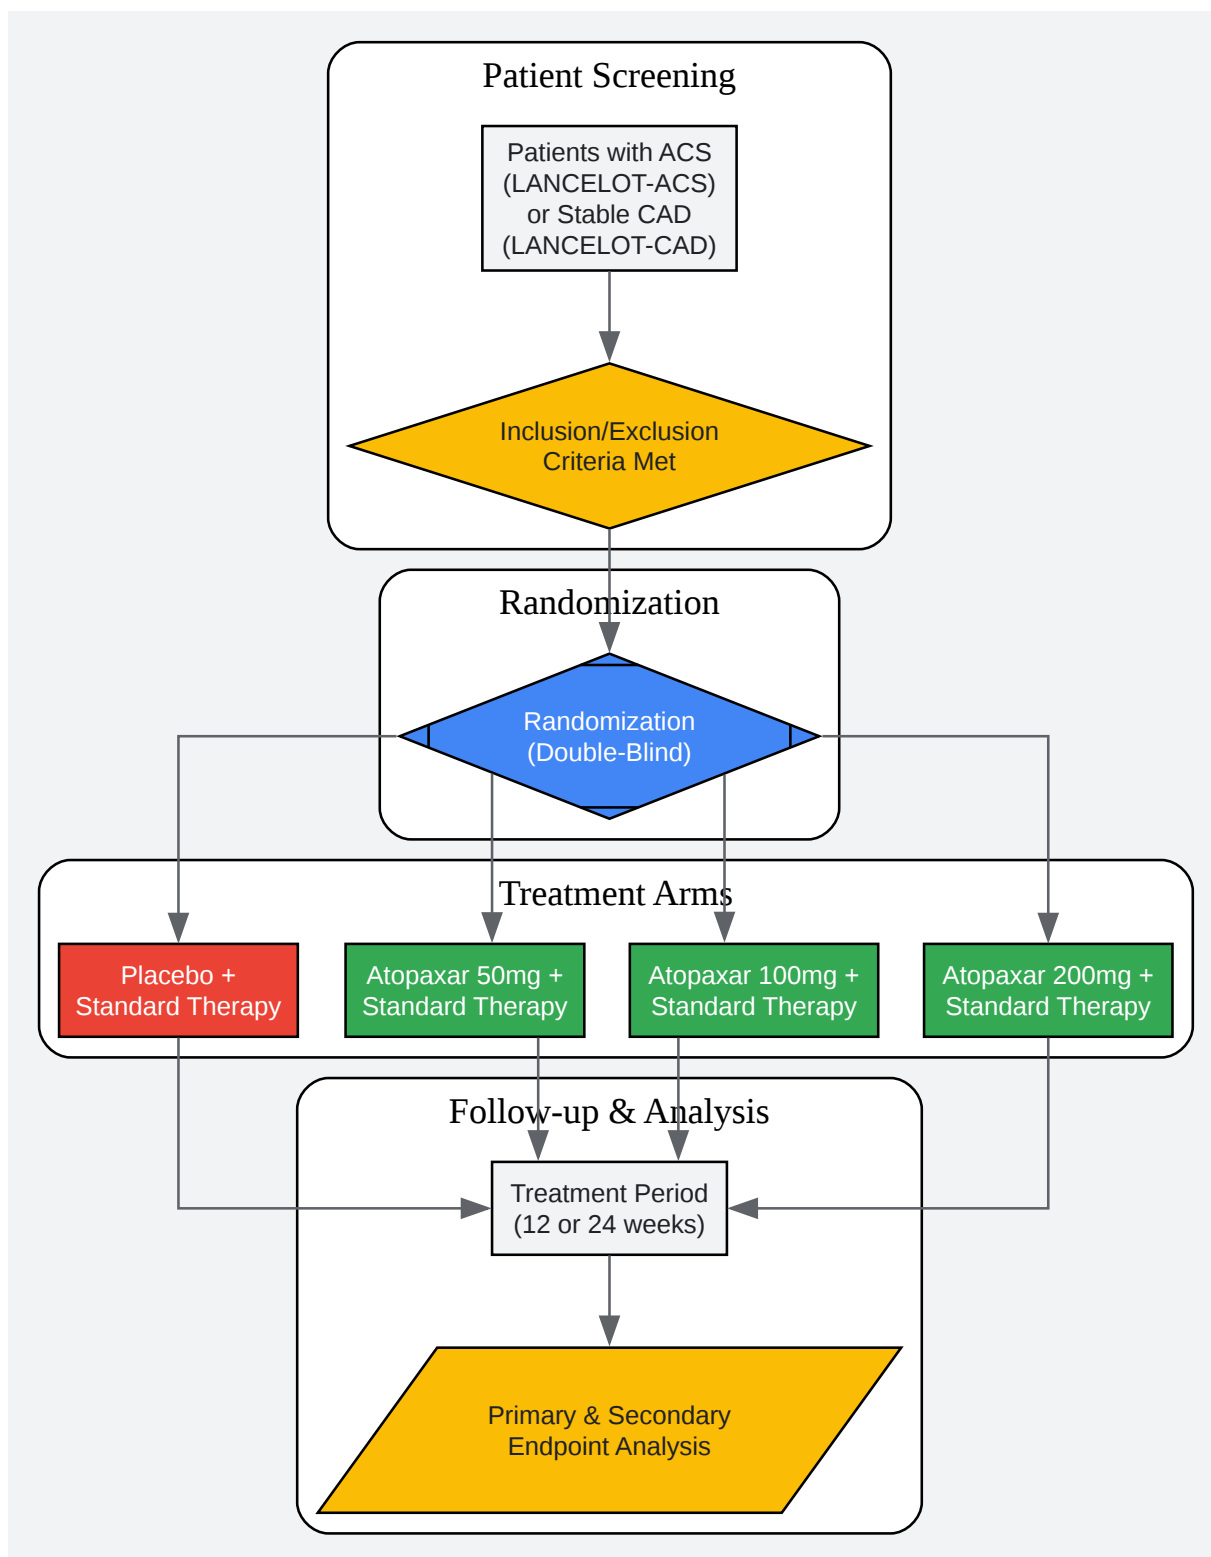 Patient Screening
Patients with ACS
(LANCELOT-ACS)
or Stable CAD
(LANCELOT-CAD)
Inclusion/Exclusion
Criteria Met
Randomization
Randomization
(Double-Blind)
Treatment Arms
Placebo +
Standard Therapy
Atopaxar 50mg +
Standard Therapy
Atopaxar 100mg +
Standard Therapy
Atopaxar 200mg +
Standard Therapy
Follow-up & Analysis
Treatment Period
(12 or 24 weeks)
Primary & Secondary
Endpoint Analysis